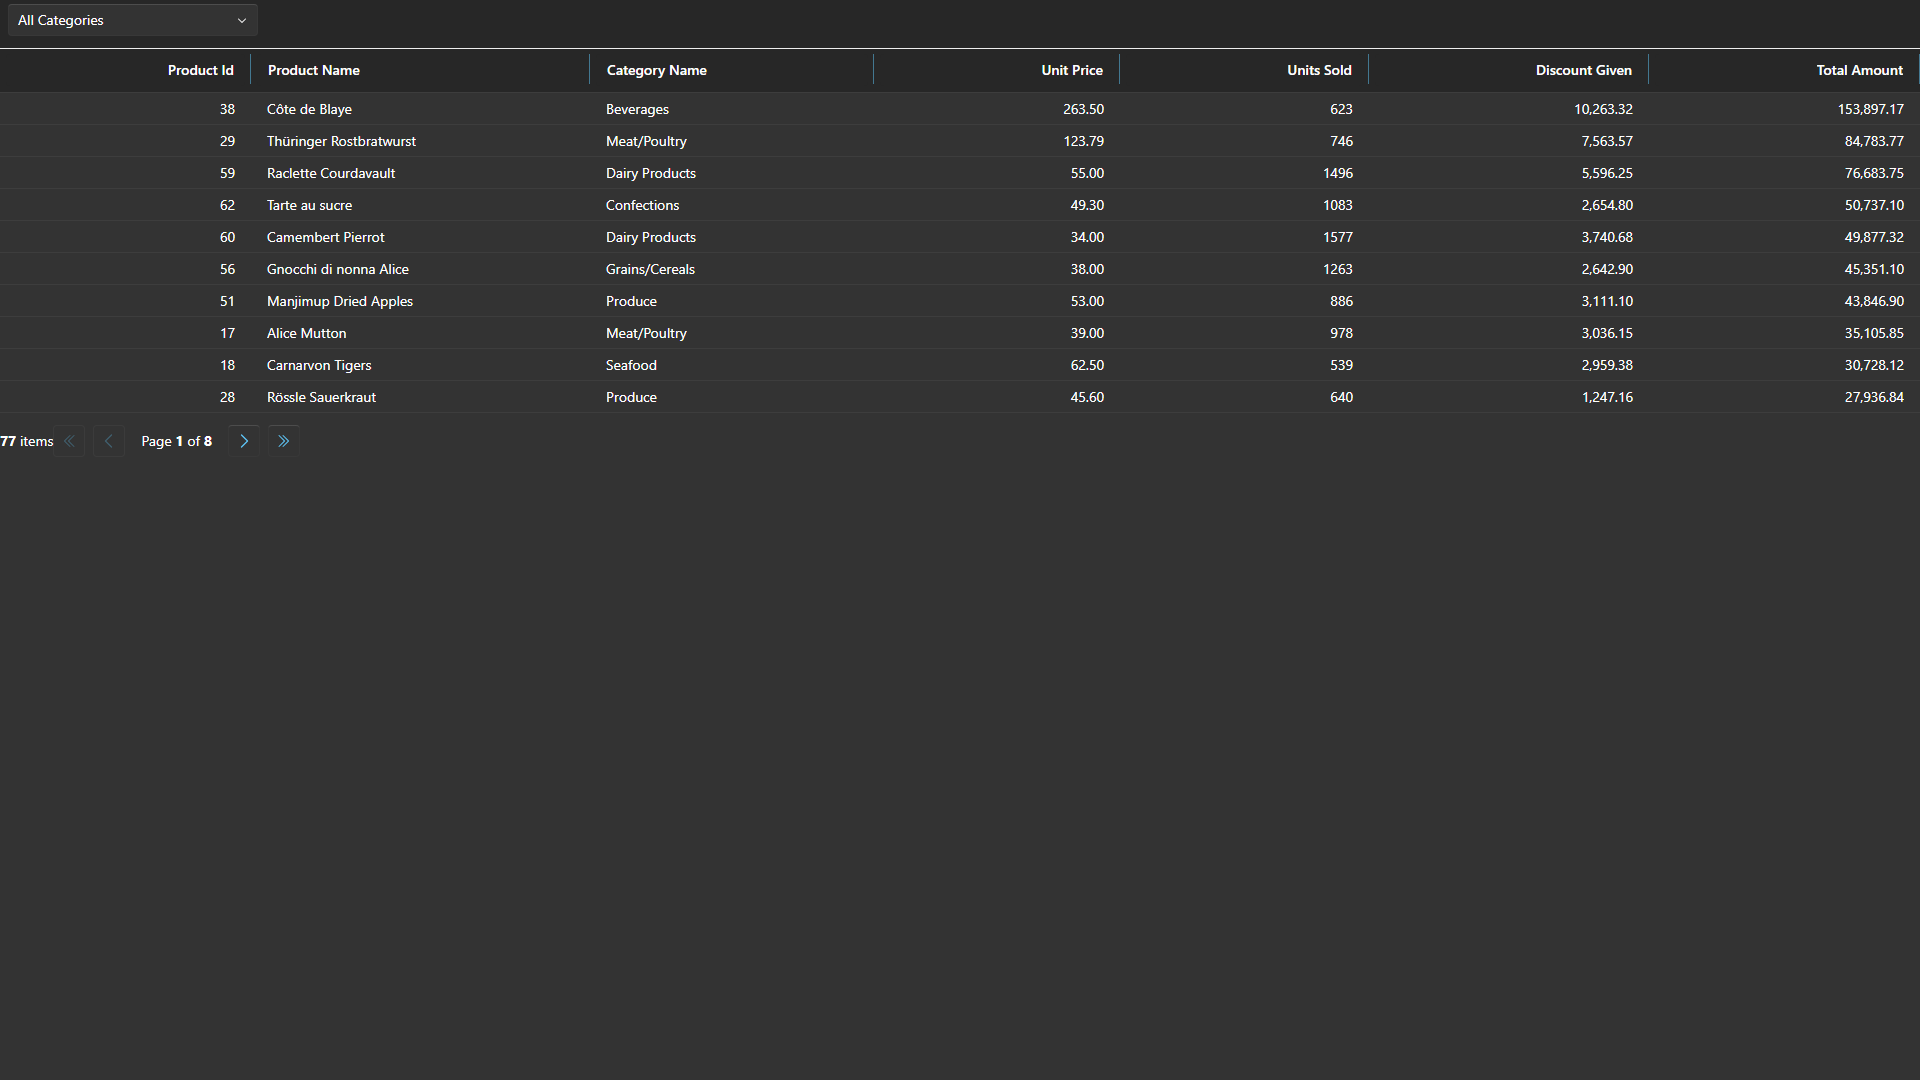 All Categories
Product Id Product Name Category Name Unit Price Units Sold Discount Given Total Amount
38 Côte de Blaye Beverages 263.50 623 10,263.32 153,897.17
29 Thüringer Rostbratwurst Meat/Poultry 123.79 746 7,563.57 84,783.77
59 Raclette Courdavault Dairy Products 55.00 1496 5,596.25 76,683.75
62 Tarte au sucre Confections 49.30 1083 2,654.80 50,737.10
60 Camembert Pierrot Dairy Products 34.00 1577 3,740.68 49,877.32
56 Gnocchi di nonna Alice Grains/Cereals 38.00 1263 2,642.90 45,351.10
51 Manjimup Dried Apples Produce 53.00 886 3,111.10 43,846.90
17 Alice Mutton Meat/Poultry 39.00 978 3,036.15 35,105.85
18 Carnarvon Tigers Seafood 62.50 539 2,959.38 30,728.12
28 Rössle Sauerkraut Produce 45.60 640 1,247.16 27,936.84
77 items Page 1 of 8